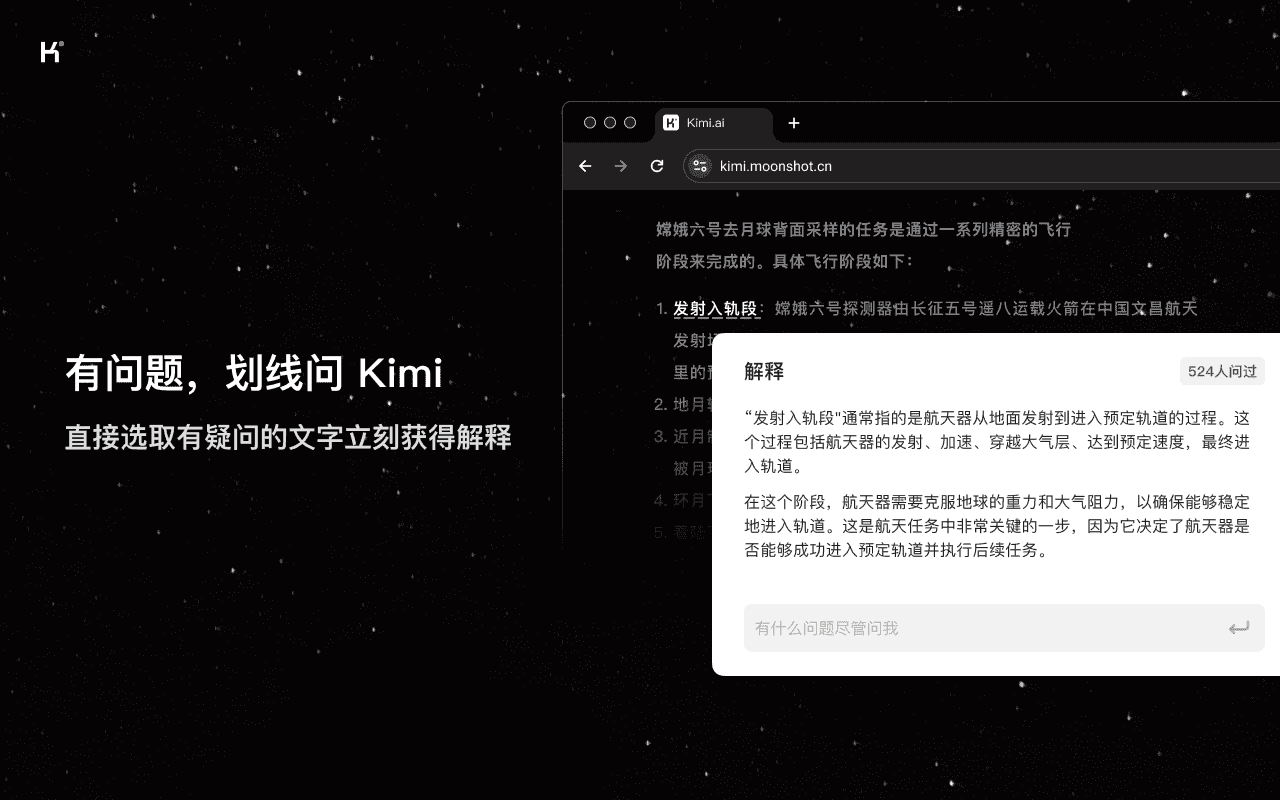 K
有问题，划线问 Kimi
直接选取有疑问的文字立刻获得解释
Kimi.ai
kimi.moonshot.cn
嫦娥六号去月球背面采样的任务是通过一系列精密的飞行
阶段来完成的。具体飞行阶段如下：
1. 发射入轨段：嫦娥六号探测器由长征五号遥八运载火箭在中国文昌航天
发射
里的
2. 地月
3. 近月
被月
4. 环月
5. 着陆
解释
524人问过
“发射入轨段"通常指的是航天器从地面发射到进入预定轨道的过程。这
个过程包括航天器的发射、加速、穿越大气层、达到预定速度，最终进
入轨道。
在这个阶段，航天器需要克服地球的重力和大气阻力，以确保能够稳定
地进入轨道。这是航天任务中非常关键的一步，因为它决定了航天器是
否能够成功进入预定轨道并执行后续任务。
有什么问题尽管问我